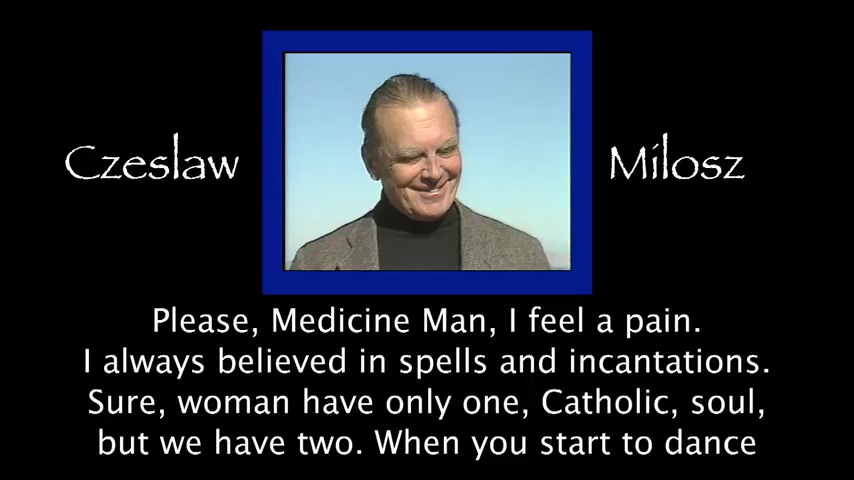 Czeslaw Milosz
Please, Medicine Man, I feel a pain.
I always believed in spells and incantations.
Sure, woman have only one, Catholic, soul,
but we have two. When you start to dance